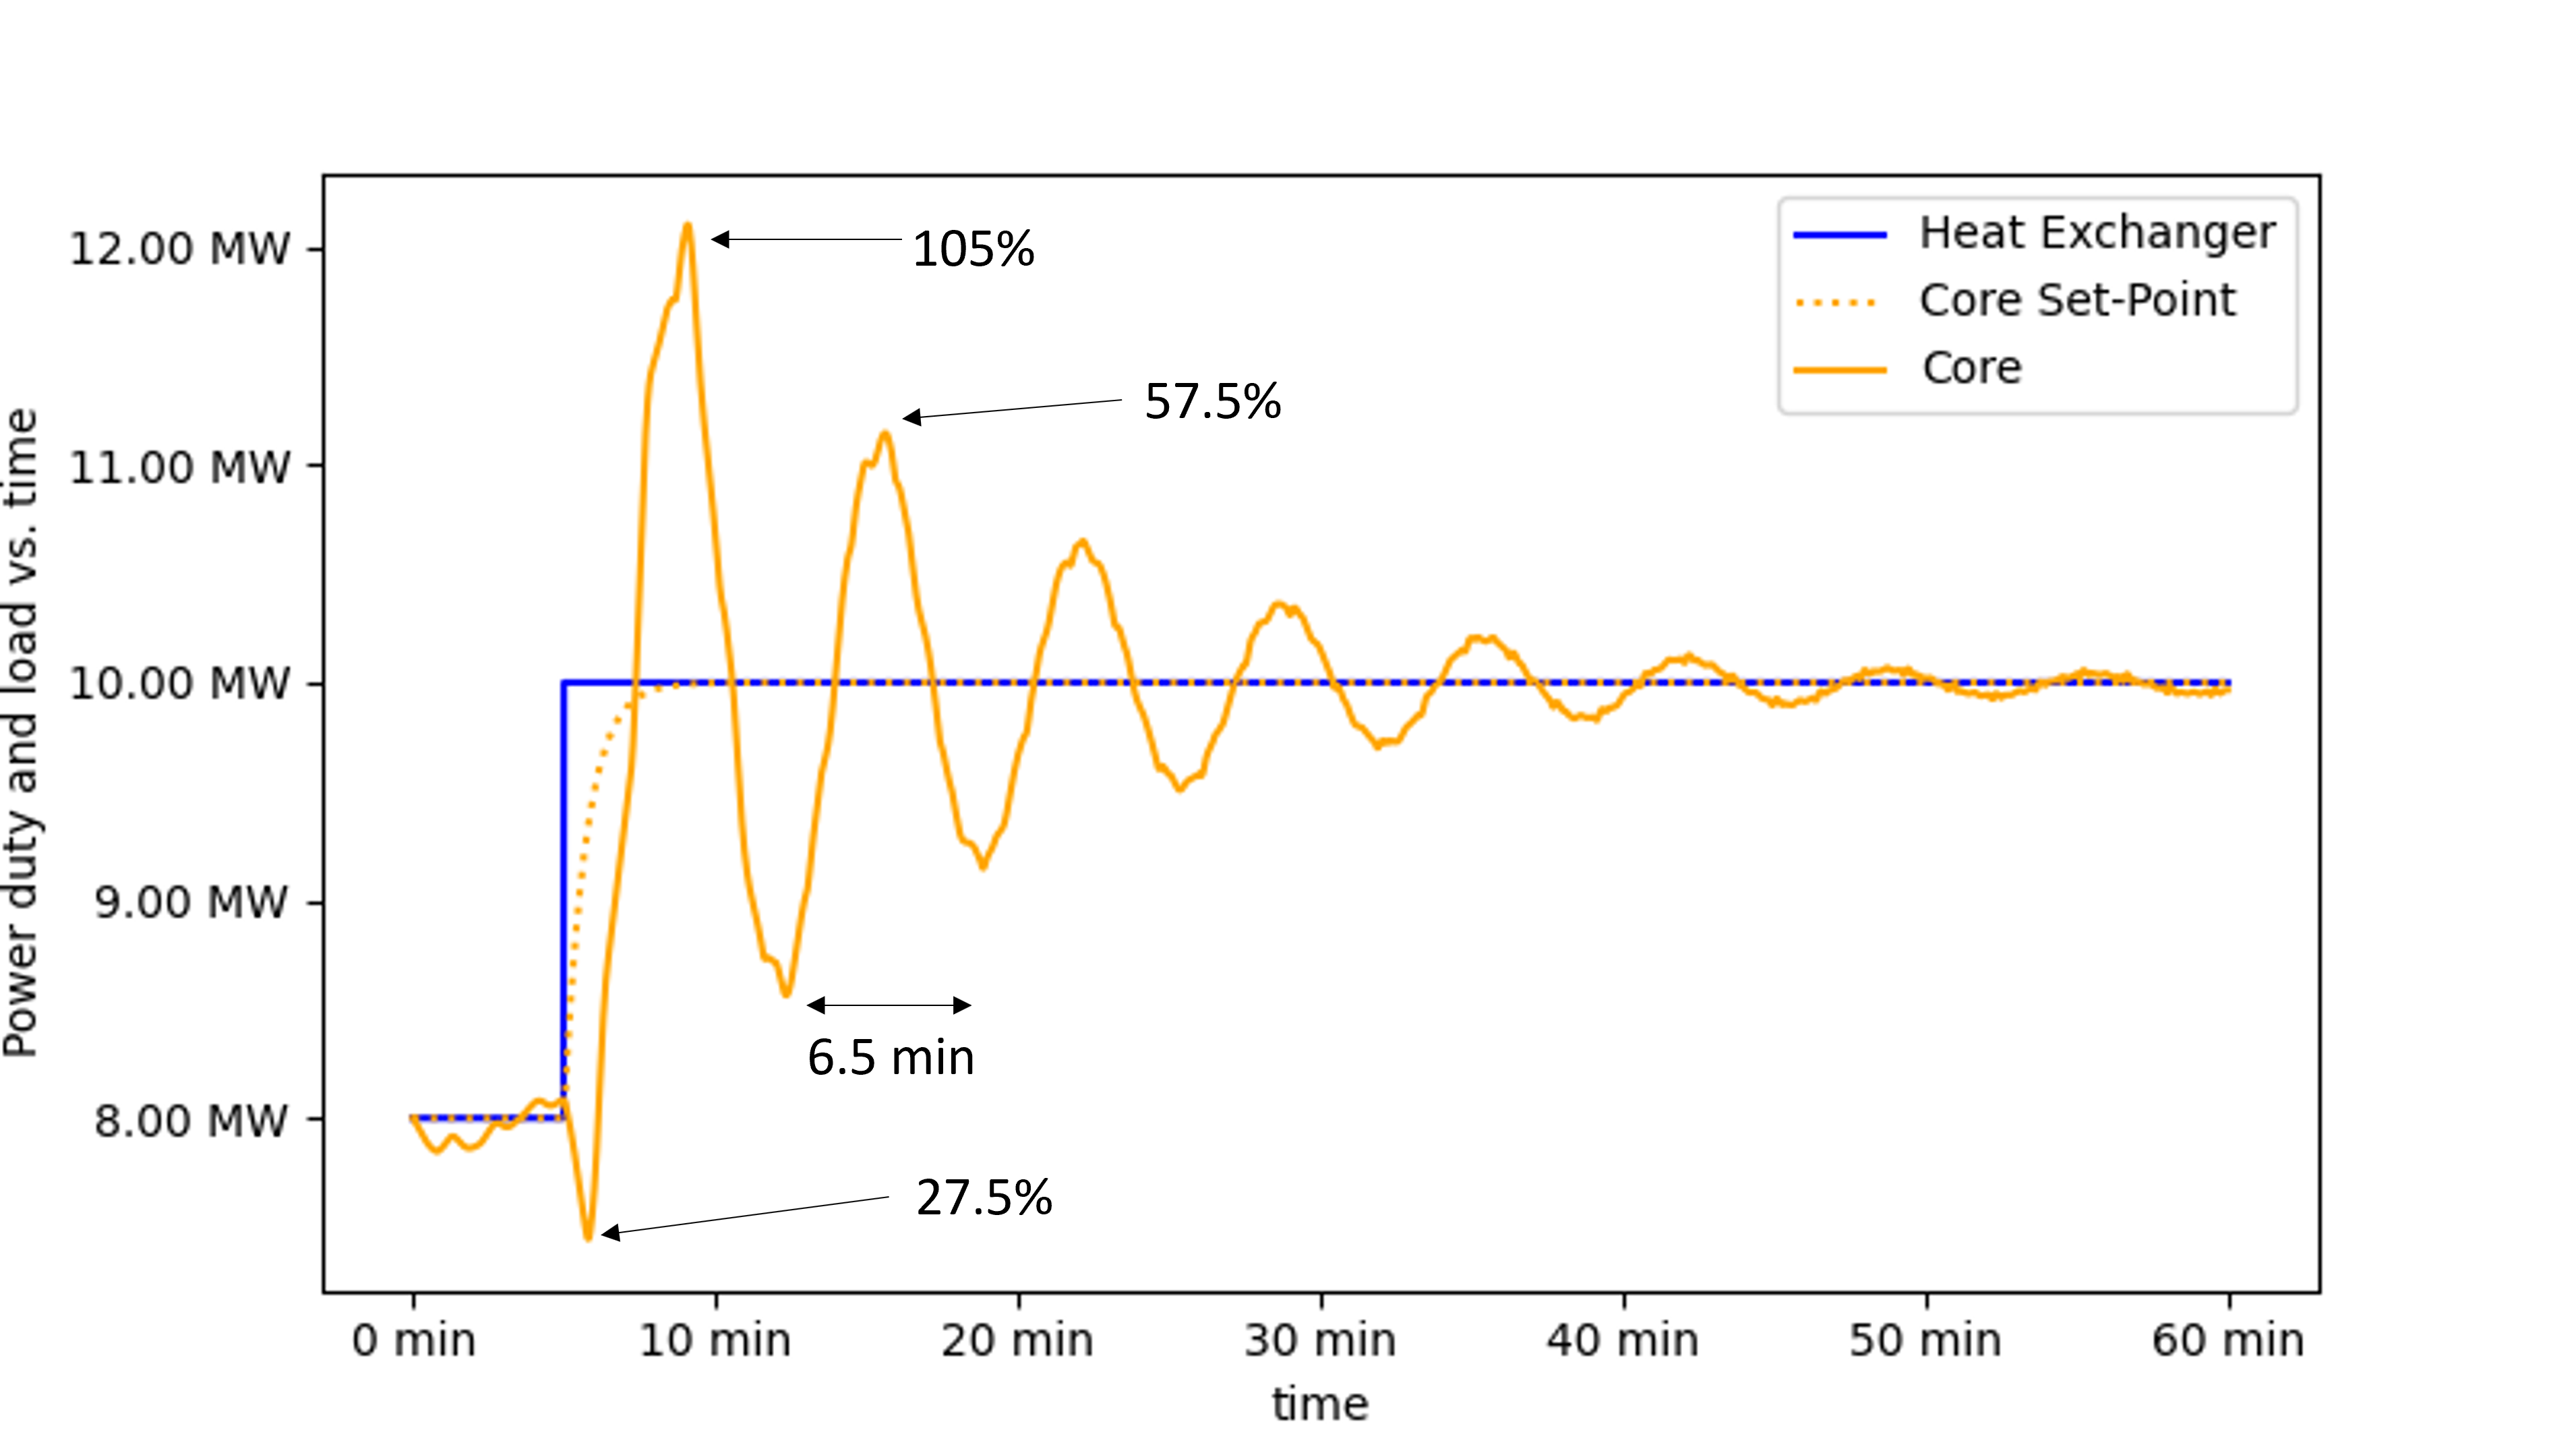 Power duty and load vs. time
12.00 MW
11.00 MW
10.00 MW
9.00 MW
8.00 MW
105%
57.5%
6.5 min
27.5%
Heat Exchanger
Core Set-Point
Core
0 min
10 min
20 min
30 min
40 min
50 min
60 min
time